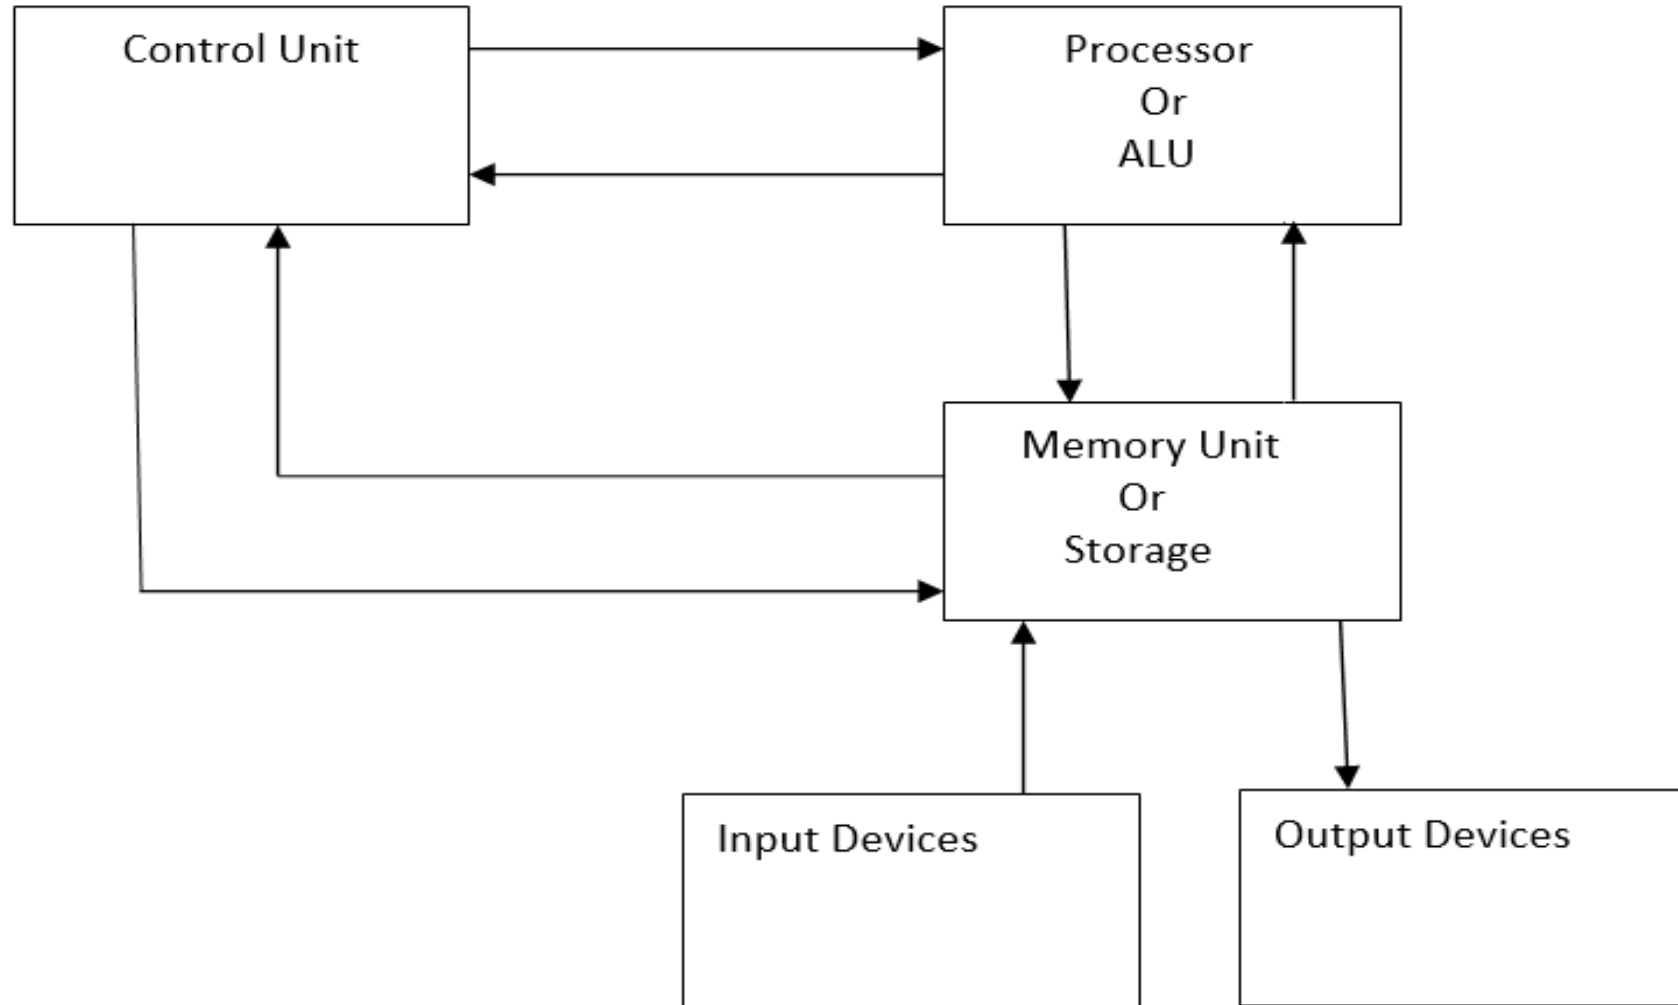 Control Unit
Processor
Or
ALU
Memory Unit
Or
Storage
Input Devices
Output Devices